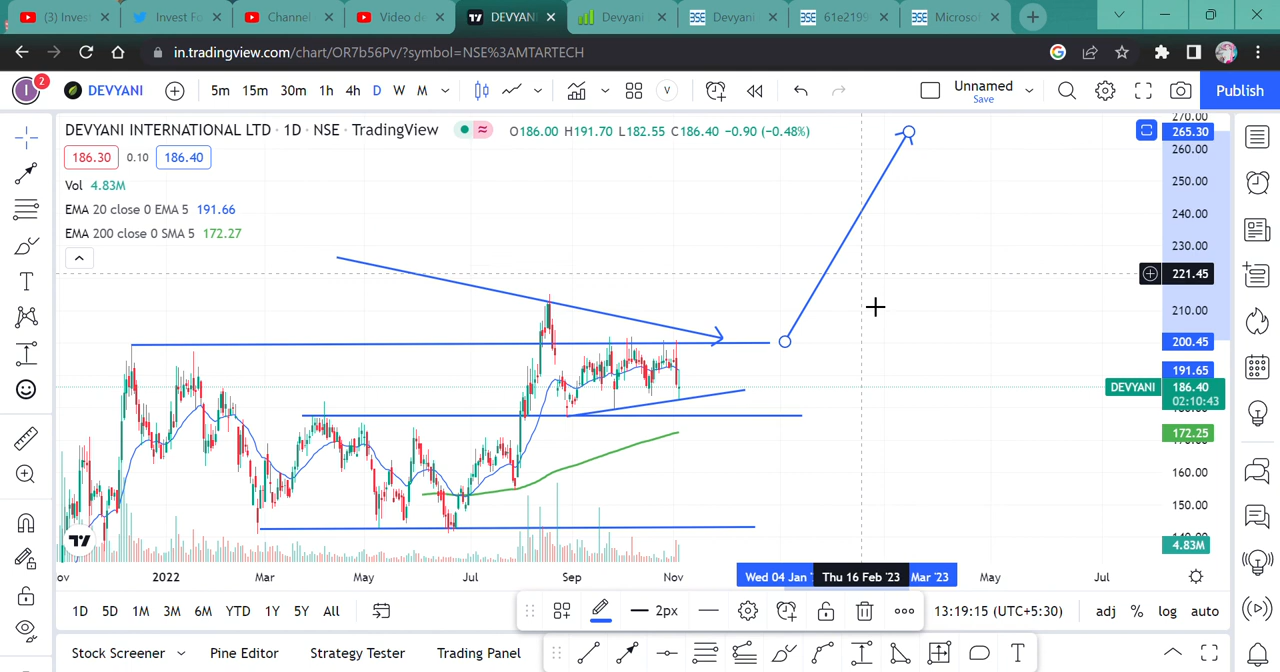 (3) Invest
Invest Fo
Channel
Video de
DEVYAN
Devyani
Devyani
61e2199
Microsof
in.tradingview.com/chart/OR7b56Pv/?symbol=NSE%3AMTARTECH
I
2
DEVYANI
5m 15m 30m 1h 4h D W M
V
Unnamed
Save
Publish
DEVYANI INTERNATIONAL LTD · 1D · NSE · TradingView
O186.00 H191.70 L182.55 C186.40 −0.90 (−0.48%)
186.30 0.10 186.40
Vol 4.83M
EMA 20 close 0 EMA 5 191.66
EMA 200 close 0 SMA 5 172.27
270.00
265.30
260.00
250.00
240.00
230.00
221.45
210.00
200.45
191.65
DEVYANI 186.40
02:10:43
172.25
160.00
150.00
4.83M
ov 2022 Mar May Jul Sep Nov Wed 04 Jan ' Thu 16 Feb '23 Mar '23 May Jul
1D 5D 1M 3M 6M YTD 1Y 5Y All
2px
13:19:15 (UTC+5:30) adj % log auto
Stock Screener Pine Editor Strategy Tester Trading Panel
T